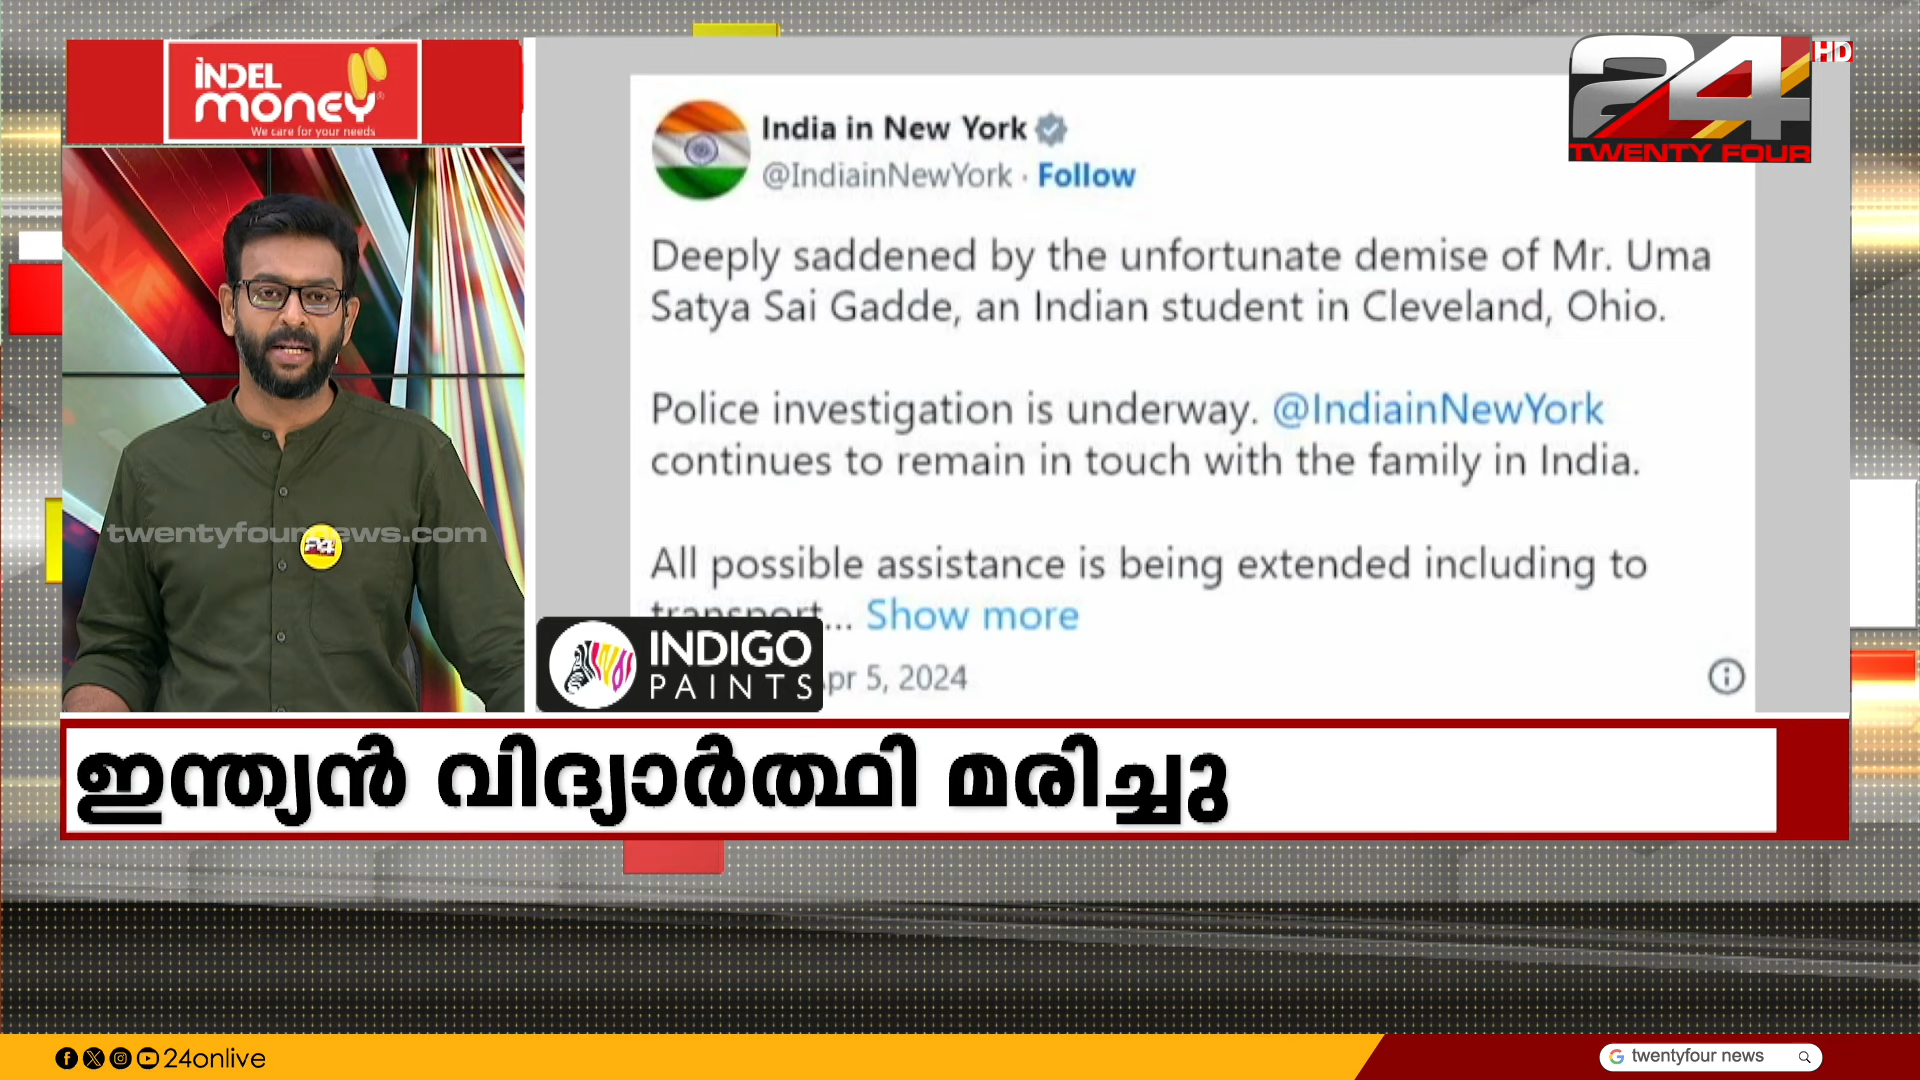 INDEL
money
We care for your needs
24 HD
TWENTY FOUR
India in New York
@IndiainNewYork · Follow
Deeply saddened by the unfortunate demise of Mr. Uma
Satya Sai Gadde, an Indian student in Cleveland, Ohio.
Police investigation is underway. @IndiainNewYork
continues to remain in touch with the family in India.
All possible assistance is being extended including to
transport... Show more
pr 5, 2024
twentyfournews.com
24
INDIGO
PAINTS
ഇന്ത്യൻ വിദ്യാർത്ഥി മരിച്ചു
24onlive
twentyfour news